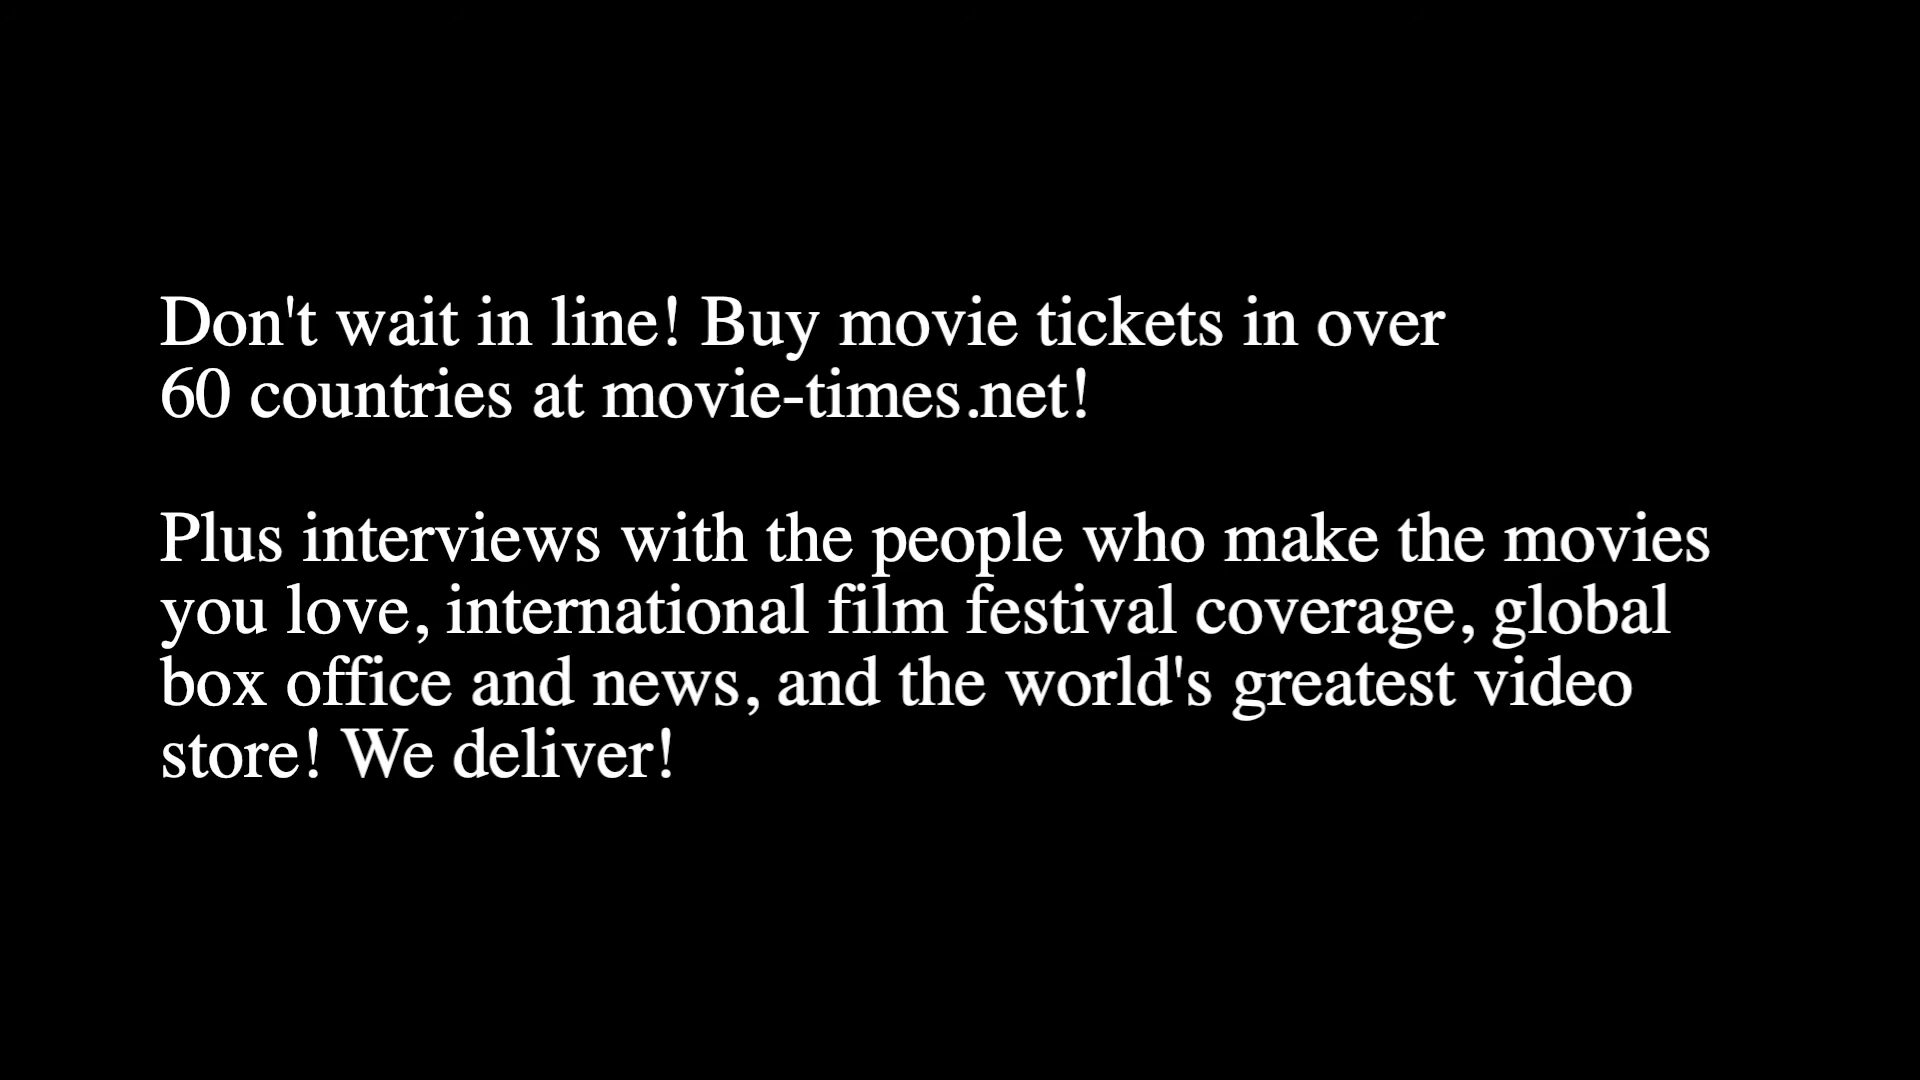 Don't wait in line! Buy movie tickets in over
60 countries at movie-times.net!
Plus interviews with the people who make the movies
you love, international film festival coverage, global
box office and news, and the world's greatest video
store! We deliver!